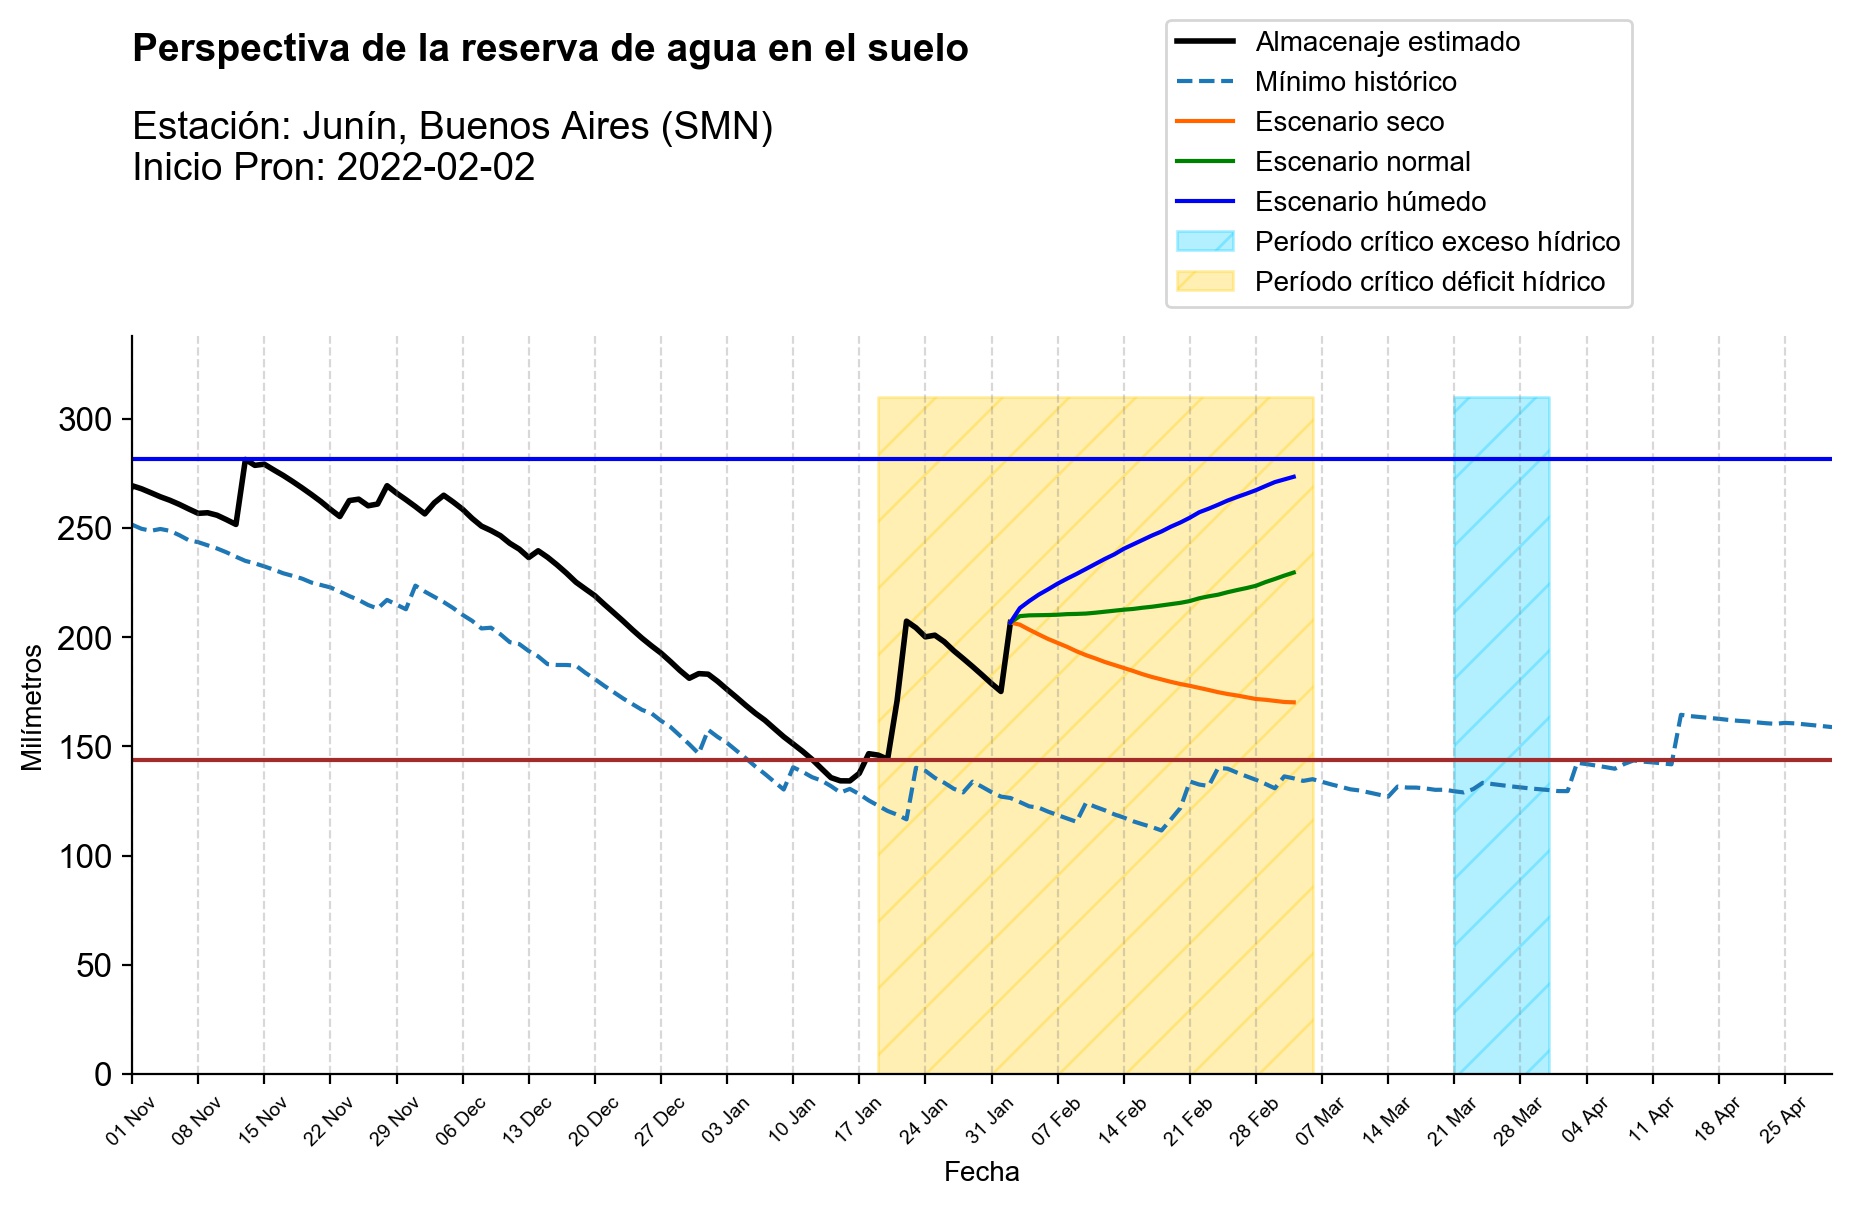 Perspectiva de la reserva de agua en el suelo
Estación: Junín, Buenos Aires (SMN)
Inicio Pron: 2022-02-02
Almacenaje estimado
Mínimo histórico
Escenario seco
Escenario normal
Escenario húmedo
Período crítico exceso hídrico
Período crítico déficit hídrico
Milímetros
300
250
200
150
100
50
0
01 Nov
08 Nov
15 Nov
22 Nov
29 Nov
06 Dec
13 Dec
20 Dec
27 Dec
03 Jan
10 Jan
17 Jan
24 Jan
31 Jan
07 Feb
14 Feb
21 Feb
28 Feb
07 Mar
14 Mar
21 Mar
28 Mar
04 Apr
11 Apr
18 Apr
25 Apr
Fecha